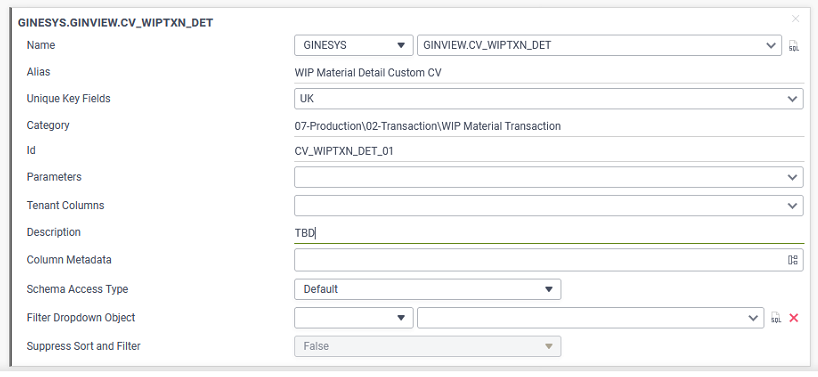 GINESYS.GINVIEW.CV_WIPTXN_DET
Name GINESYS GINVIEW.CV_WIPTXN_DET SQL
Alias WIP Material Detail Custom CV
Unique Key Fields UK
Category 07-Production\02-Transaction\WIP Material Transaction
Id CV_WIPTXN_DET_01
Parameters
Tenant Columns
Description TBD
Column Metadata
Schema Access Type Default
Filter Dropdown Object SQL
Suppress Sort and Filter False